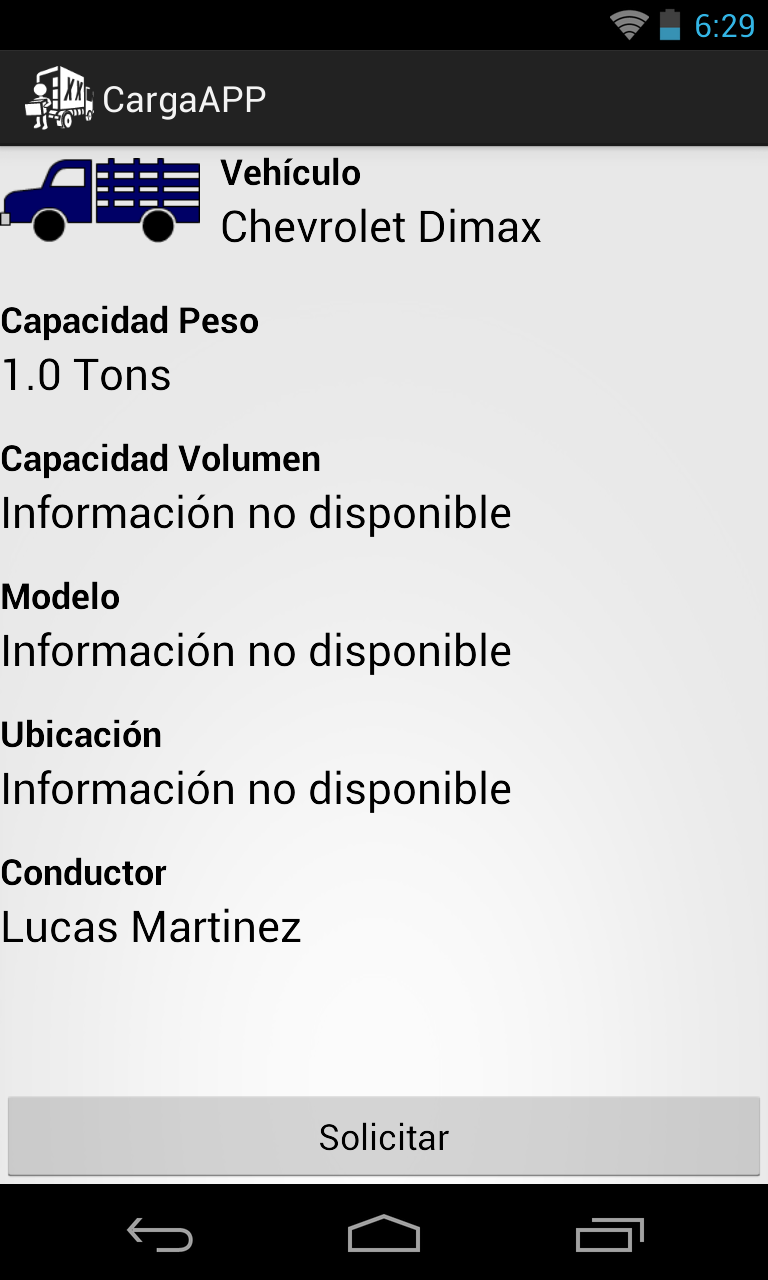 6:29
XX
CargaAPP
Vehículo
Chevrolet Dimax
Capacidad Peso
1.0 Tons
Capacidad Volumen
Información no disponible
Modelo
Información no disponible
Ubicación
Información no disponible
Conductor
Lucas Martinez
Solicitar